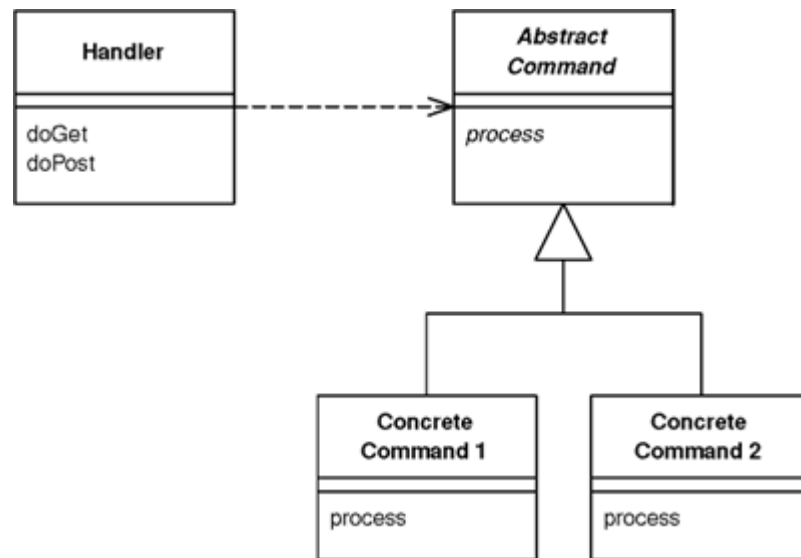 Handler
doGet
doPost
Abstract
Command
process
Concrete
Command 1
process
Concrete
Command 2
process